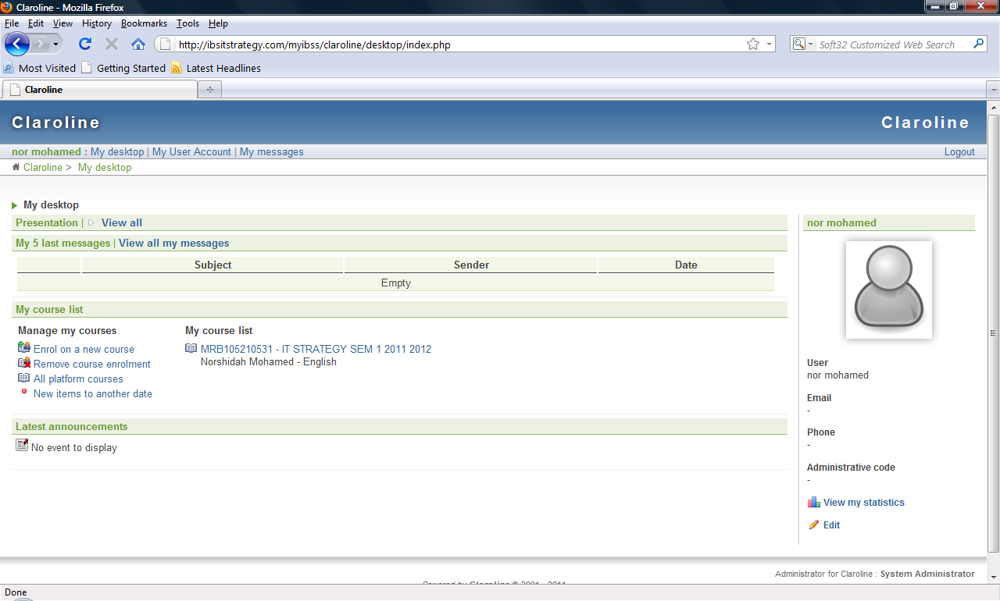 Claroline - Mozilla Firefox
File Edit View History Bookmarks Tools Help
http://ibsitstrategy.com/myibss/claroline/desktop/index.php
Soft32 Customized Web Search
Most Visited Getting Started Latest Headlines
Claroline
Claroline Claroline
nor mohamed : My desktop | My User Account | My messages Logout
Claroline > My desktop
My desktop
Presentation | View all
My 5 last messages | View all my messages
Subject Sender Date
Empty
My course list
Manage my courses
Enrol on a new course
Remove course enrolment
All platform courses
New items to another date
My course list
MRB105210531 - IT STRATEGY SEM 1 2011 2012
Norshidah Mohamed - English
Latest announcements
No event to display
nor mohamed
User
nor mohamed
Email
-
Phone
-
Administrative code
-
View my statistics
Edit
Administrator for Claroline : System Administrator
Powered by Claroline © 2001 - 2011
Done